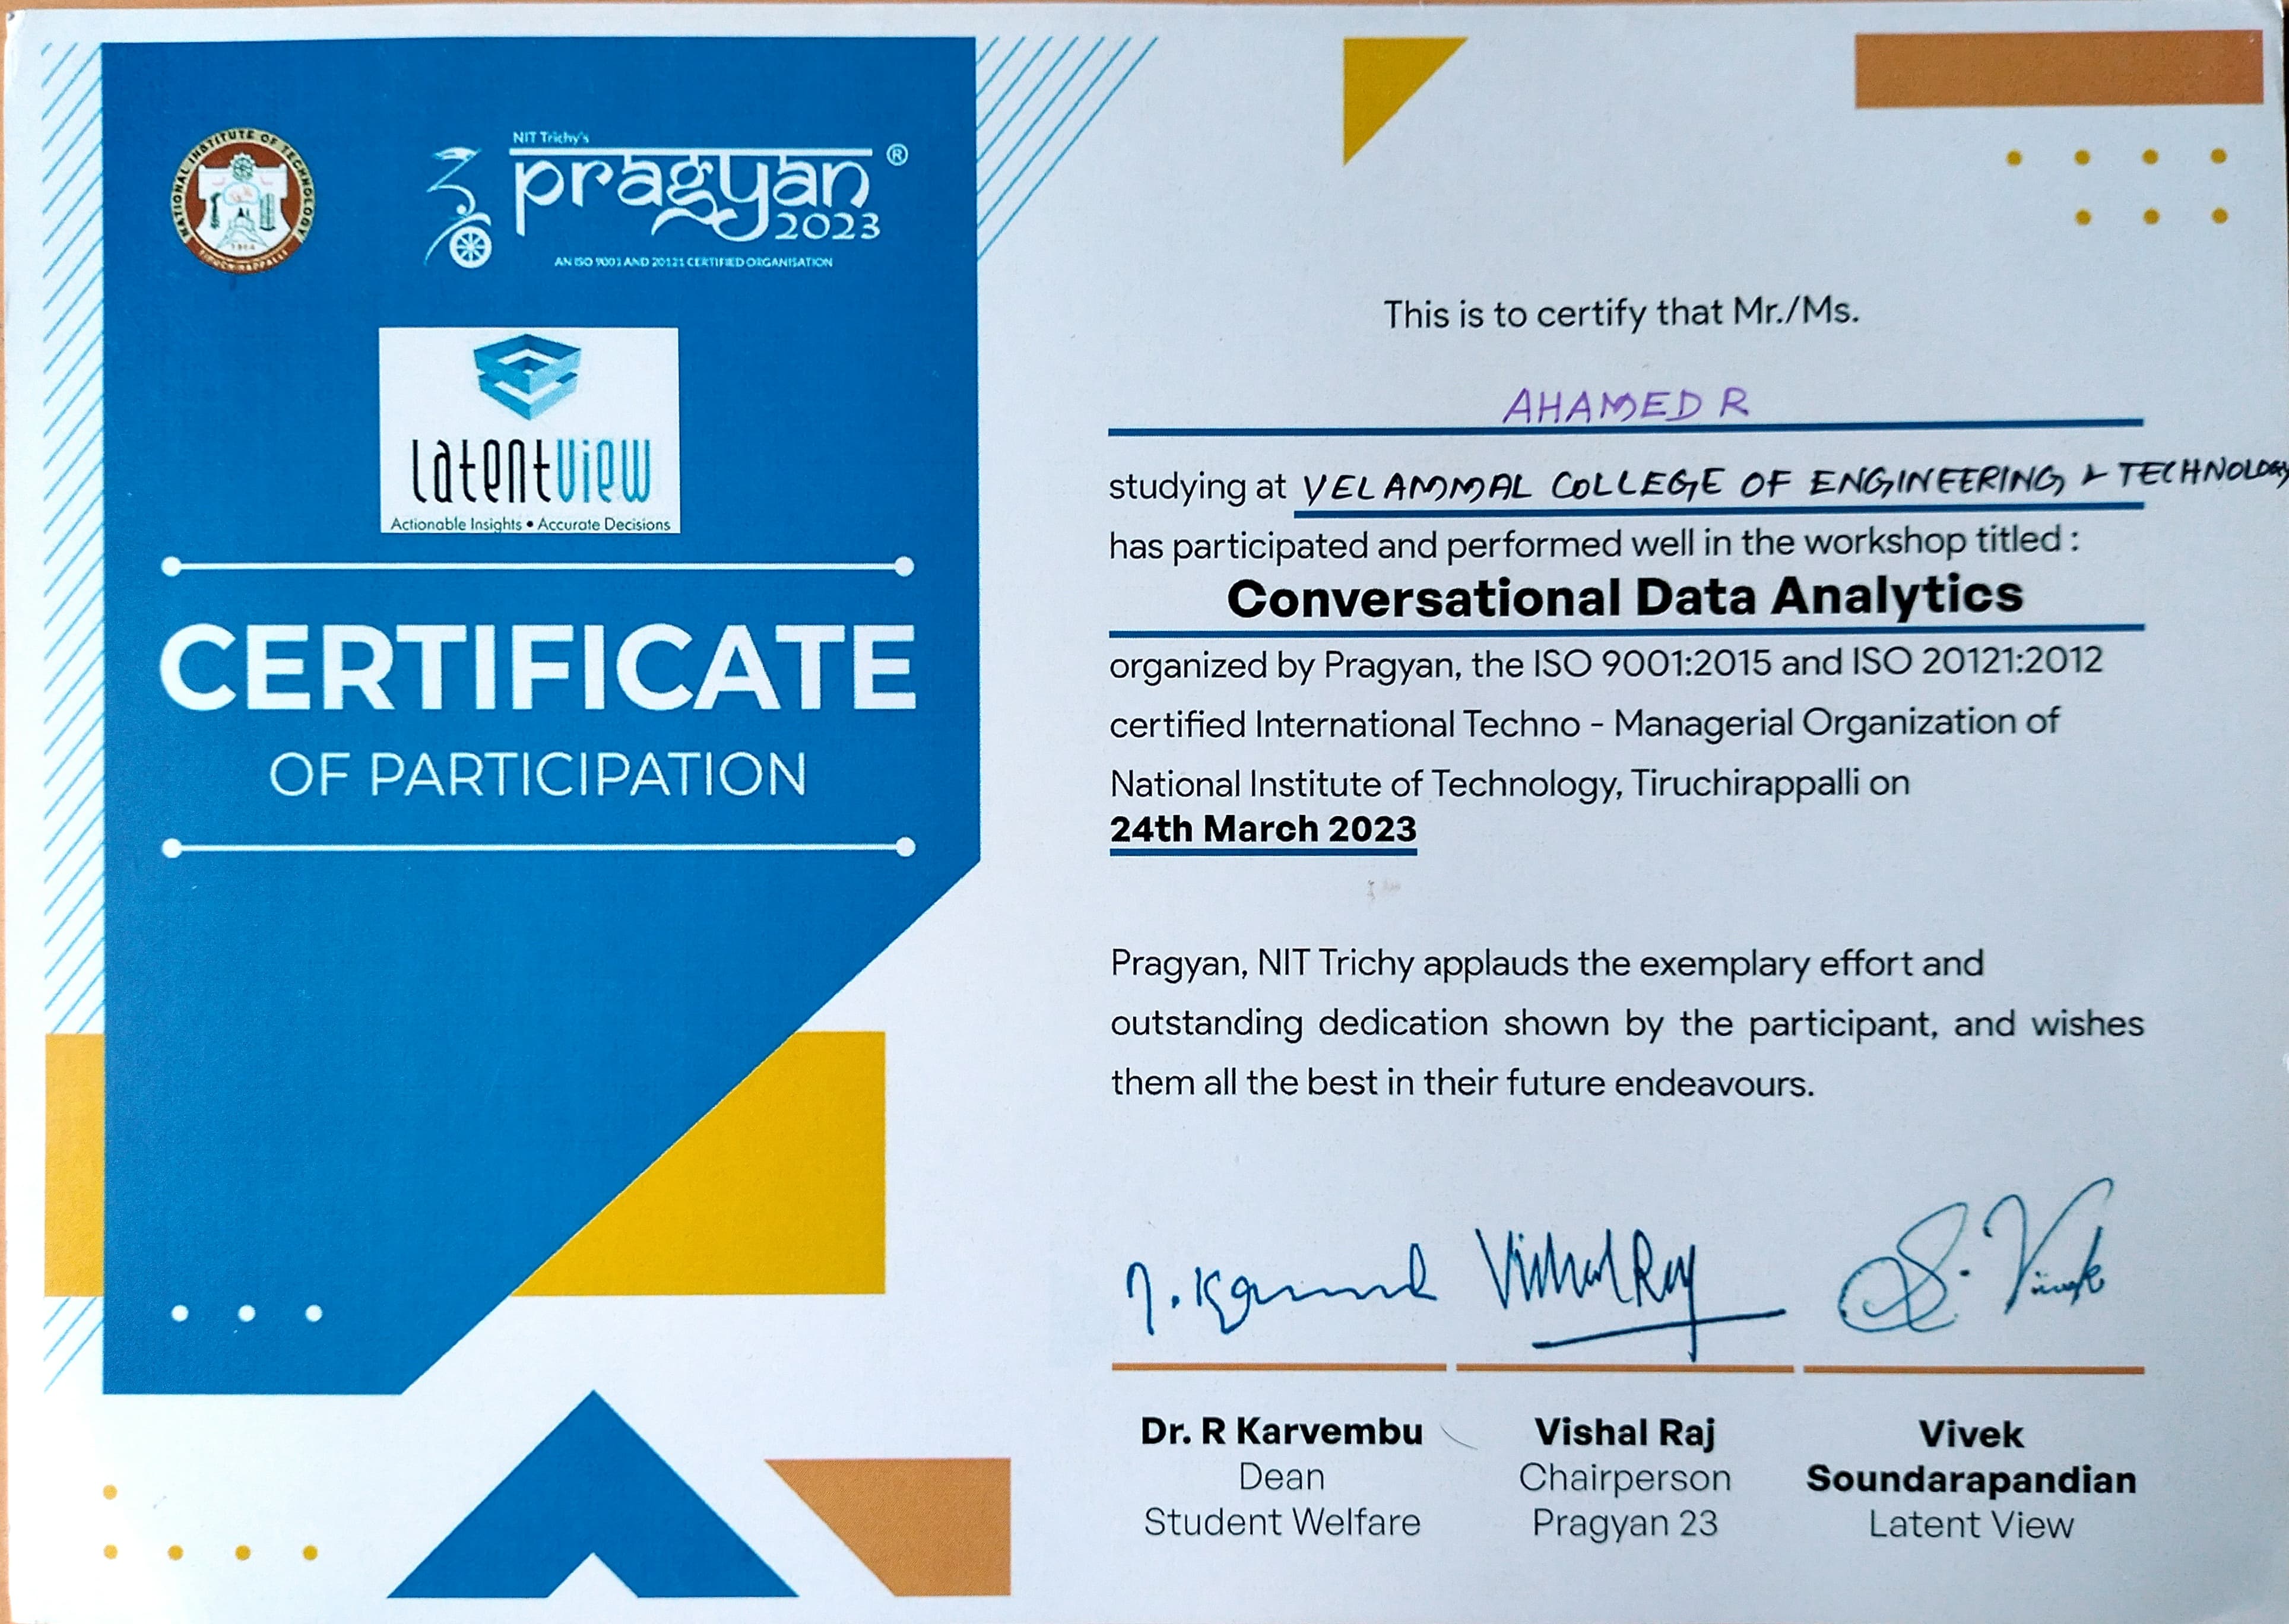 NATIONAL INSTITUTE OF TECHNOLOGY
1964
TIRUCHIRAPPALLI
NIT Trichy's
pragyan ®
2023
AN ISO 9001 AND 20121 CERTIFIED ORGANISATION
LatentView
Actionable Insights • Accurate Decisions
CERTIFICATE
OF PARTICIPATION
This is to certify that Mr./Ms.
AHAMED R
studying at VELAMMAL COLLEGE OF ENGINEERING & TECHNOLOGY
has participated and performed well in the workshop titled :
Conversational Data Analytics
organized by Pragyan, the ISO 9001:2015 and ISO 20121:2012
certified International Techno - Managerial Organization of
National Institute of Technology, Tiruchirappalli on
24th March 2023
Pragyan, NIT Trichy applauds the exemplary effort and
outstanding dedication shown by the participant, and wishes
them all the best in their future endeavours.
Vishal Raj
S. Vivek
Dr. R Karvembu
Dean
Student Welfare
Vishal Raj
Chairperson
Pragyan 23
Vivek
Soundarapandian
Latent View